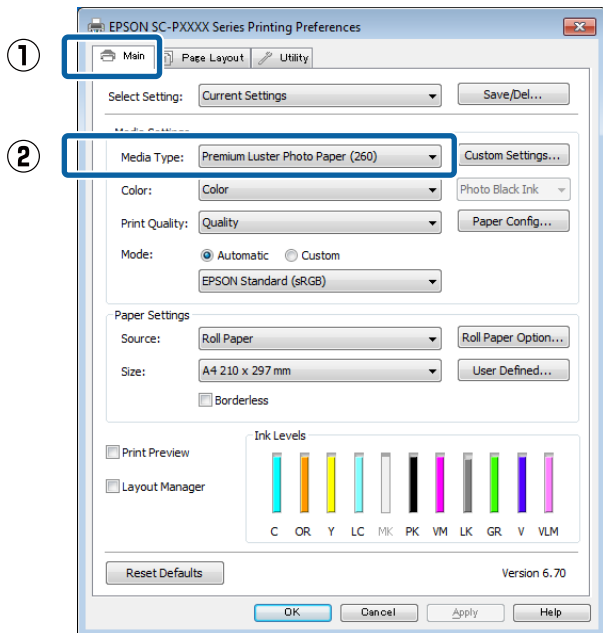 EPSON SC-PXXXX Series Printing Preferences
① Main Page Layout Utility
Select Setting: Current Settings Save/Del...
Media Settings
② Media Type: Premium Luster Photo Paper (260) Custom Settings...
Color: Color Photo Black Ink
Print Quality: Quality Paper Config...
Mode: Automatic Custom
EPSON Standard (sRGB)
Paper Settings
Source: Roll Paper Roll Paper Option...
Size: A4 210 x 297 mm User Defined...
Borderless
Ink Levels
Print Preview
Layout Manager
C OR Y LC MK PK VM LK GR V VLM
Reset Defaults Version 6.70
OK Cancel Apply Help